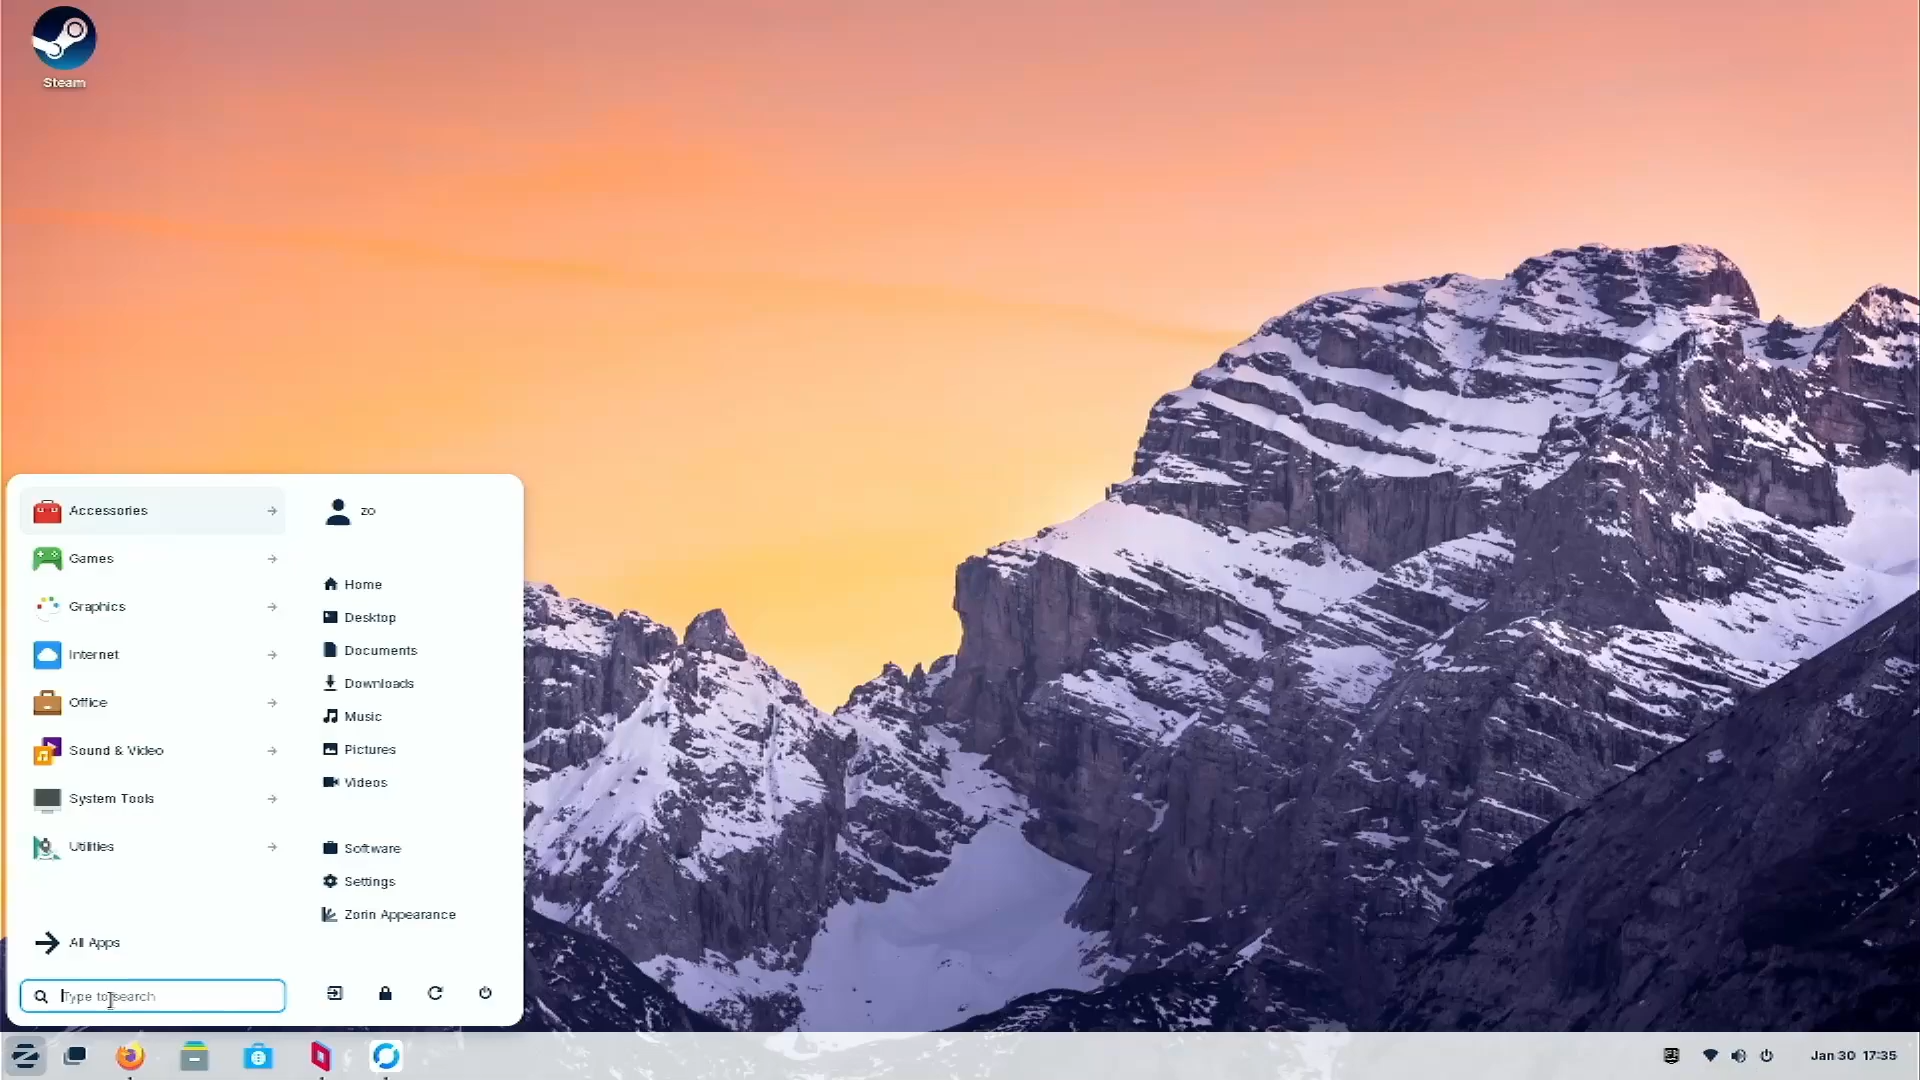 Steam
Accessories
Games
Graphics
Internet
Office
Sound & Video
System Tools
Utilities
All Apps
Type to search
zo
Home
Desktop
Documents
Downloads
Music
Pictures
Videos
Software
Settings
Zorin Appearance
Jan 30 17:35